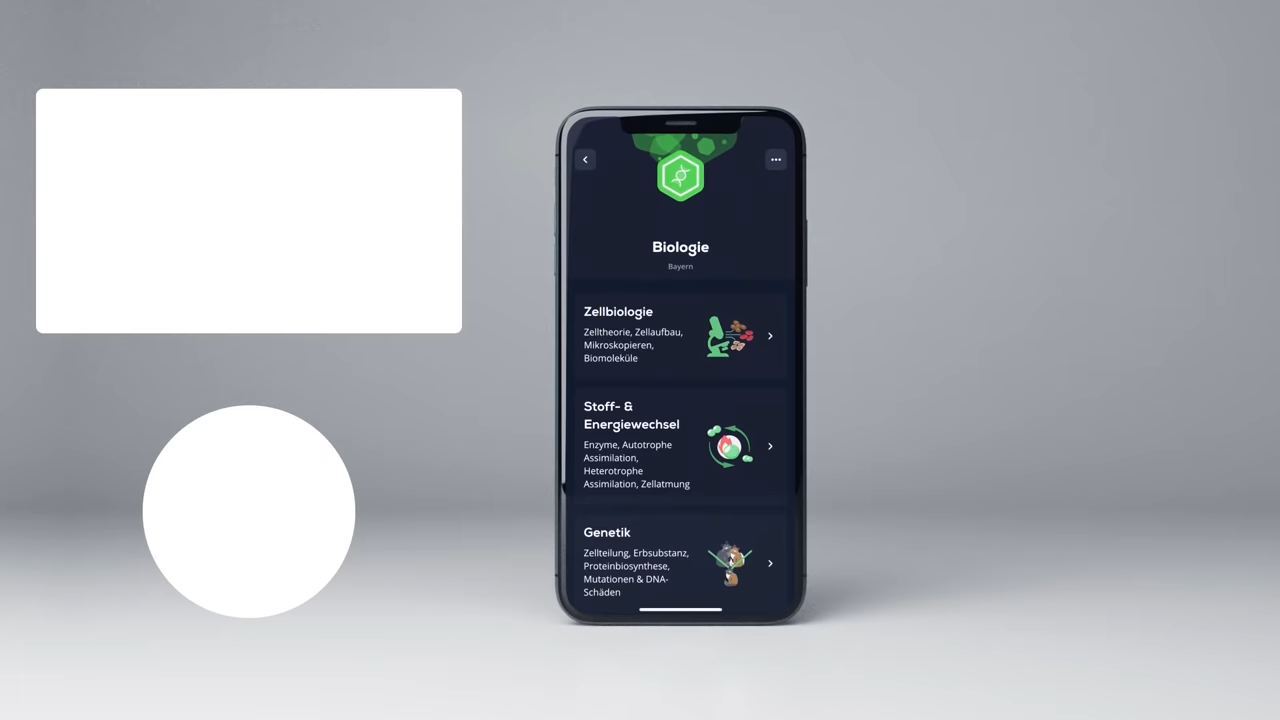 Biologie
Bayern
Zellbiologie
Zelltheorie, Zellaufbau,
Mikroskopieren,
Biomoleküle
Stoff- &
Energiewechsel
Enzyme, Autotrophe
Assimilation,
Heterotrophe
Assimilation, Zellatmung
Genetik
Zellteilung, Erbsubstanz,
Proteinbiosynthese,
Mutationen & DNA-
Schäden